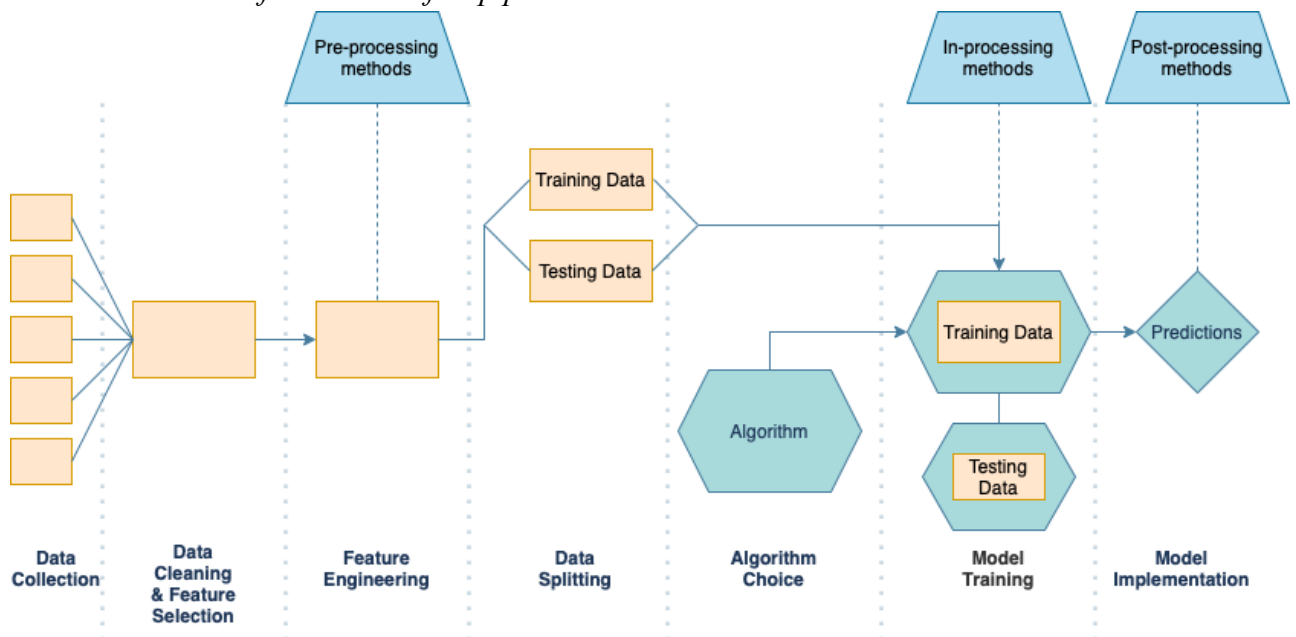 Pre-processing
methods
In-processing
methods
Post-processing
methods
Training Data
Testing Data
Algorithm
Training Data
Testing
Data
Predictions
Data
Collection
Data
Cleaning
& Feature
Selection
Feature
Engineering
Data
Splitting
Algorithm
Choice
Model
Training
Model
Implementation